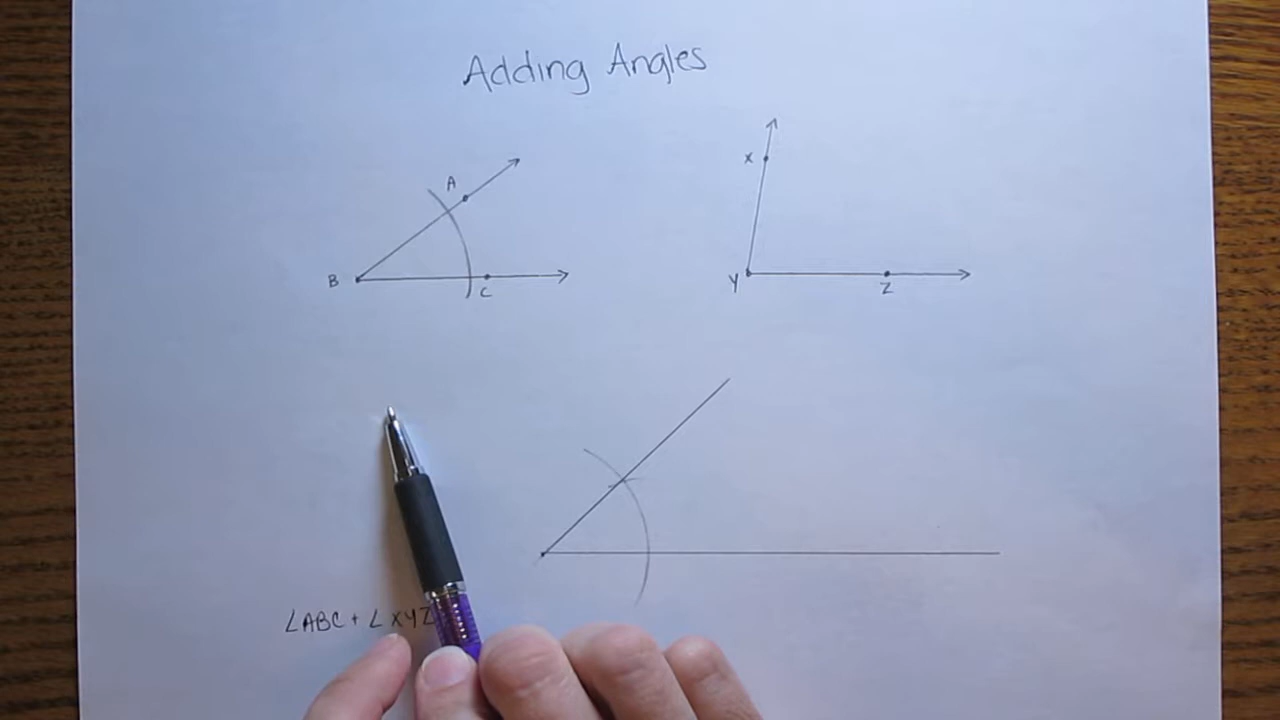 Adding Angles
A
B
C
X
Y
Z
∠ABC + ∠XYZ